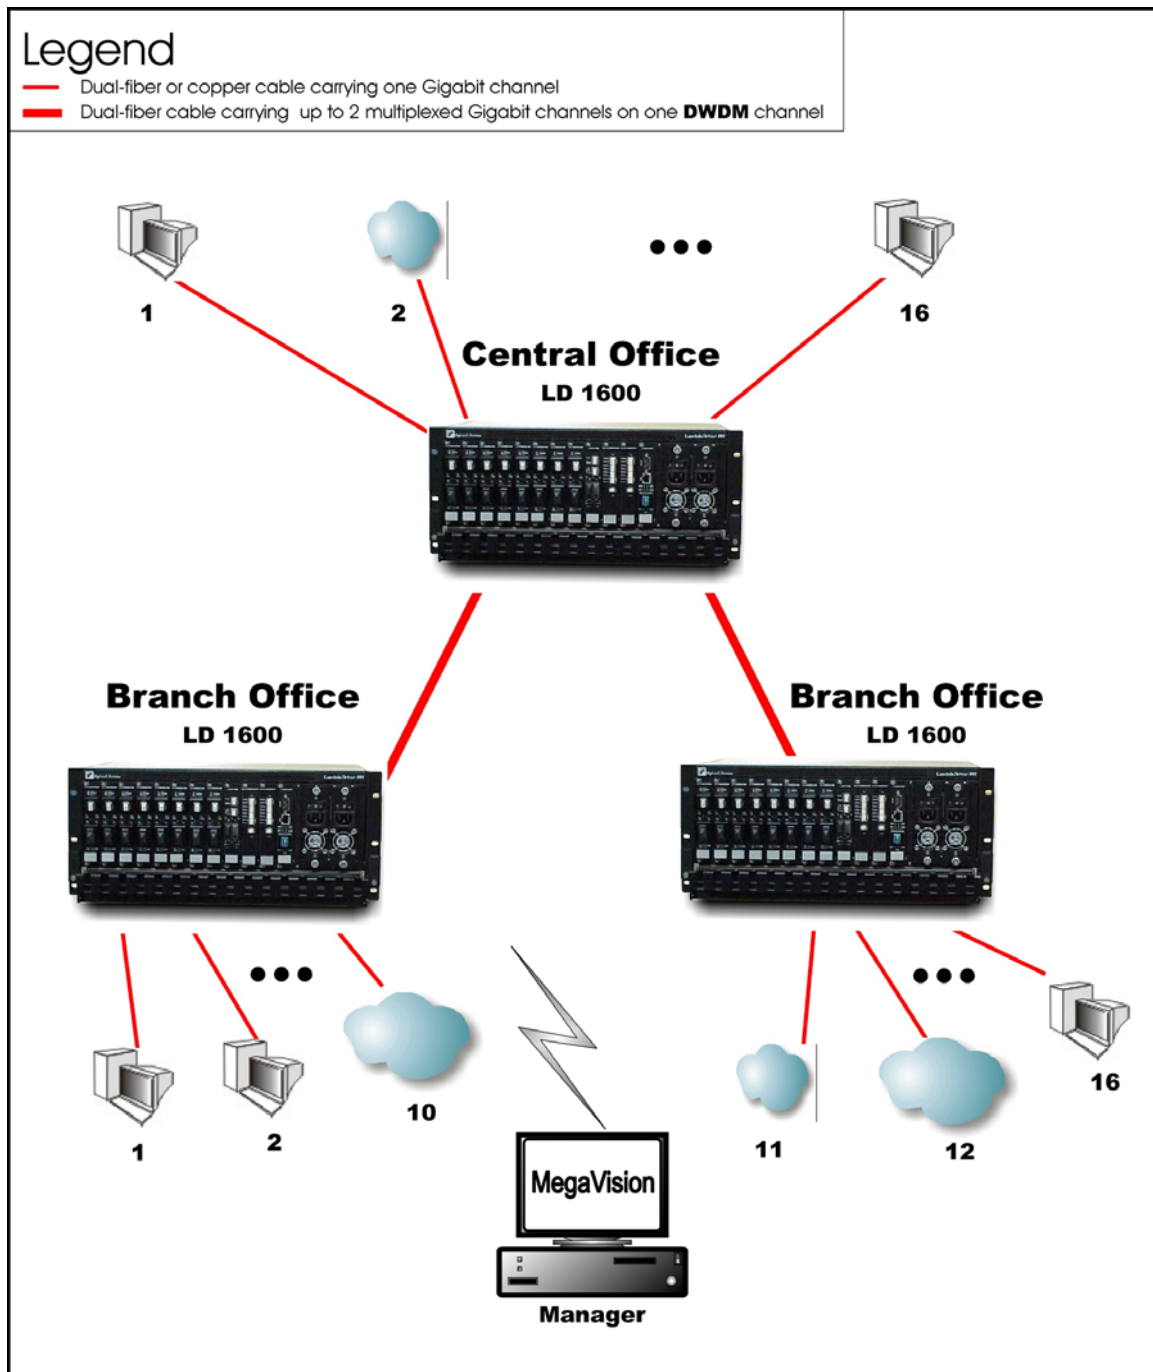 Legend
Dual-fiber or copper cable carrying one Gigabit channel
Dual-fiber cable carrying up to 2 multiplexed Gigabit channels on one DWDM channel
1
2
16
Central Office
LD 1600
Branch Office
LD 1600
Branch Office
LD 1600
1
2
10
11
12
16
MegaVision
Manager